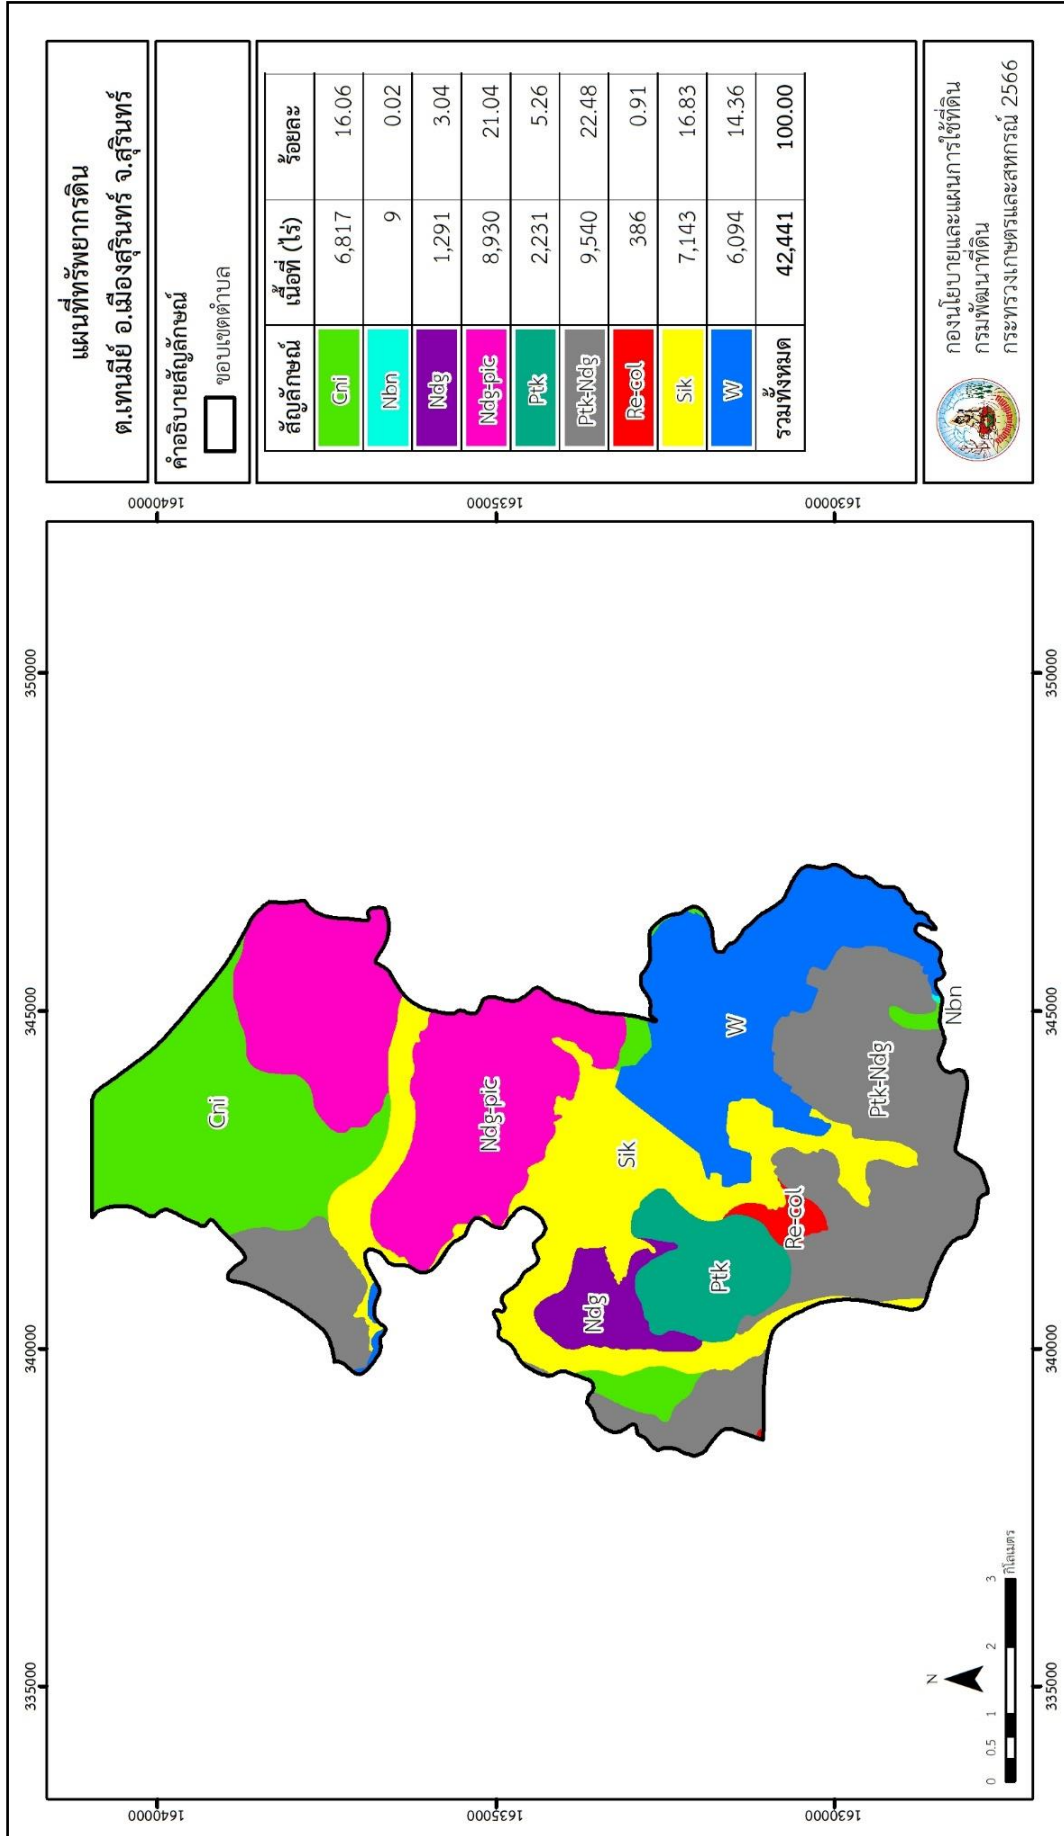 แผนที่ทรัพยากรดิน
ต.เทนมีย์ อ.เมืองสุรินทร์ จ.สุรินทร์
คำอธิบายสัญลักษณ์
ขอบเขตตำบล
สัญลักษณ์ เนื้อที่ (ไร่) ร้อยละ
Cni 6,817 16.06
Nbn 9 0.02
Ndg 1,291 3.04
Ndg-pic 8,930 21.04
Ptk 2,231 5.26
Ptk-Ndg 9,540 22.48
Re-col 386 0.91
Sik 7,143 16.83
W 6,094 14.36
รวมทั้งหมด 42,441 100.00
กองนโยบายและแผนการใช้ที่ดิน
กรมพัฒนาที่ดิน
กระทรวงเกษตรและสหกรณ์ 2566
335000 340000 345000 350000
1640000 1640000
Cni
1635000 1635000
Ndg-pic
Sik
Ndg
Ptk
W
Re-col
1630000 1630000
Ptk-Ndg
Nbn
N
0 0.5 1 2 3
กิโลเมตร
335000 340000 345000 350000